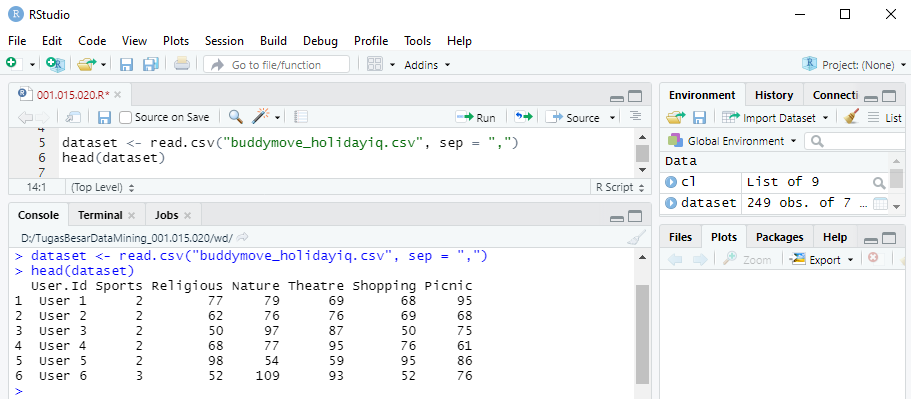 RStudio
File Edit Code View Plots Session Build Debug Profile Tools Help
Go to file/function Addins Project: (None)
001.015.020.R*
Source on Save Run Source
4
5 dataset <- read.csv("buddymove_holidayiq.csv", sep = ",")
6 head(dataset)
7
14:1 (Top Level) R Script
Console Terminal Jobs
D:/TugasBesarDataMining_001.015.020/wd/
> dataset <- read.csv("buddymove_holidayiq.csv", sep = ",")
> head(dataset)
User.Id Sports Religious Nature Theatre Shopping Picnic
1 User 1 2 77 79 69 68 95
2 User 2 2 62 76 76 69 68
3 User 3 2 50 97 87 50 75
4 User 4 2 68 77 95 76 61
5 User 5 2 98 54 59 95 86
6 User 6 3 52 109 93 52 76
>
Environment History Connecti
Import Dataset List
Global Environment
Data
cl List of 9
dataset 249 obs. of 7 …
Files Plots Packages Help
Zoom Export